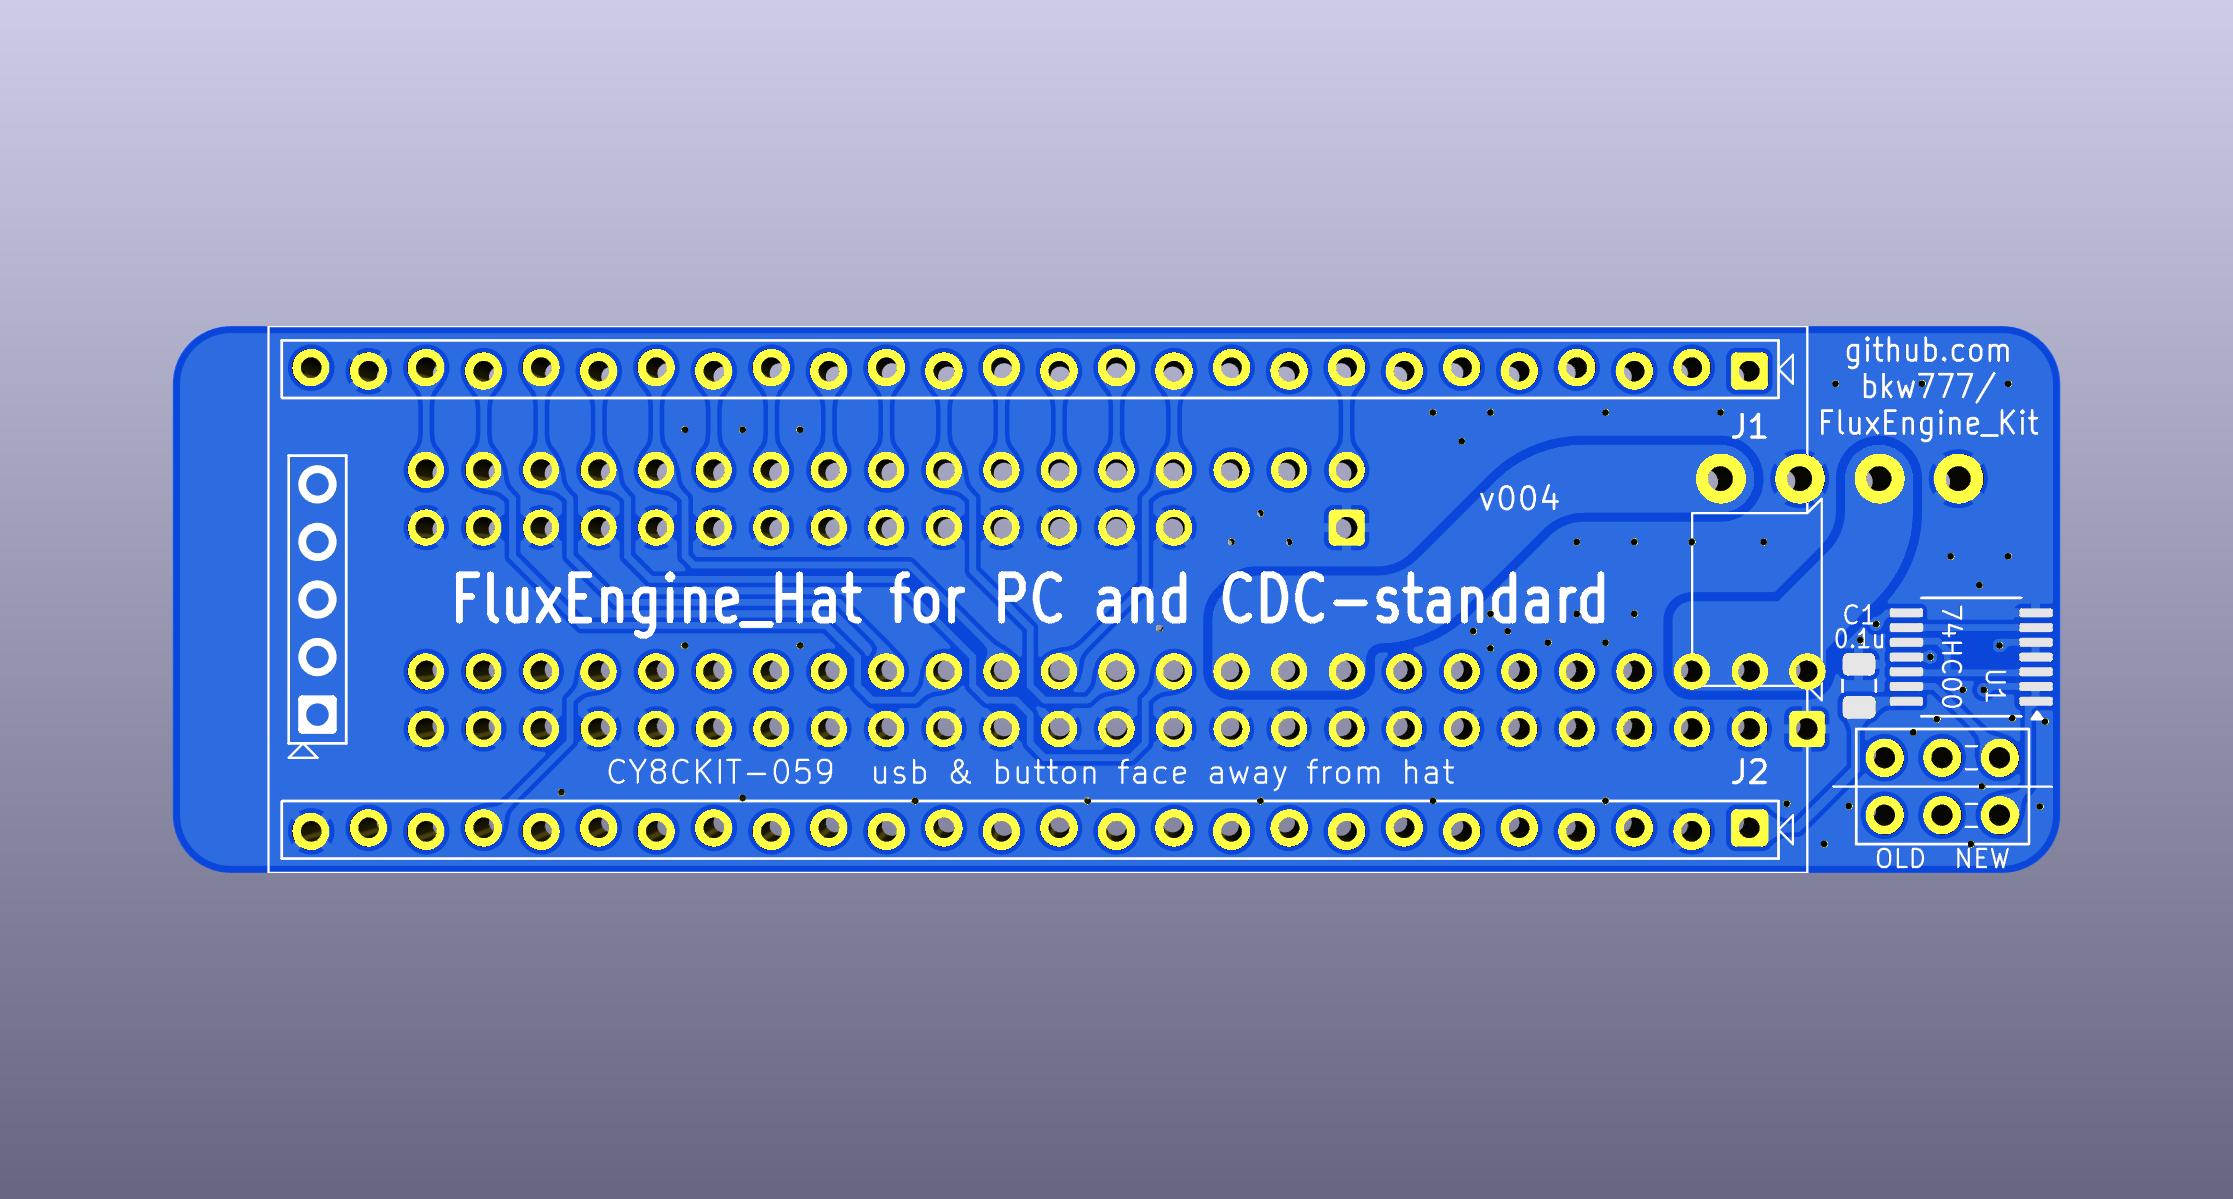 github.com
bkw777/
FluxEngine_Kit
J1
v004
FluxEngine_Hat for PC and CDC-standard
C1
0.1u
74HC00
U1
CY8CKIT-059 usb & button face away from hat
J2
OLD NEW